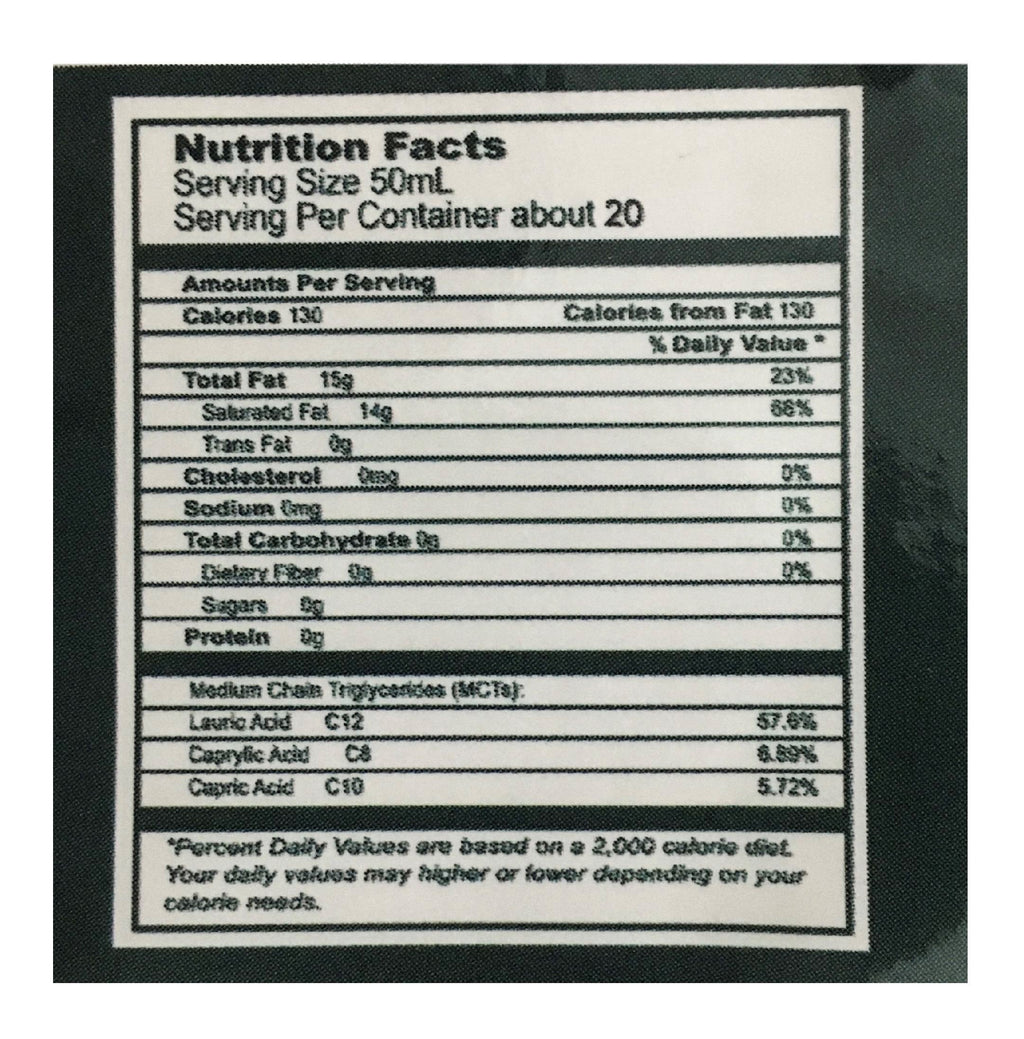 Nutrition Facts
Serving Size 50mL
Serving Per Container about 20
Amounts Per Serving
Calories 130 Calories from Fat 130
% Daily Value *
Total Fat 15g 23%
Saturated Fat 14g 68%
Trans Fat 0g
Cholesterol 0mg 0%
Sodium 0mg 0%
Total Carbohydrate 0g 0%
Dietary Fiber 0g 0%
Sugars 0g
Protein 0g
Medium Chain Triglycerides (MCTs):
Lauric Acid C12 57.6%
Caprylic Acid C8 6.89%
Capric Acid C10 5.72%
*Percent Daily Values are based on a 2,000 calorie diet.
Your daily values may higher or lower depending on your
calorie needs.